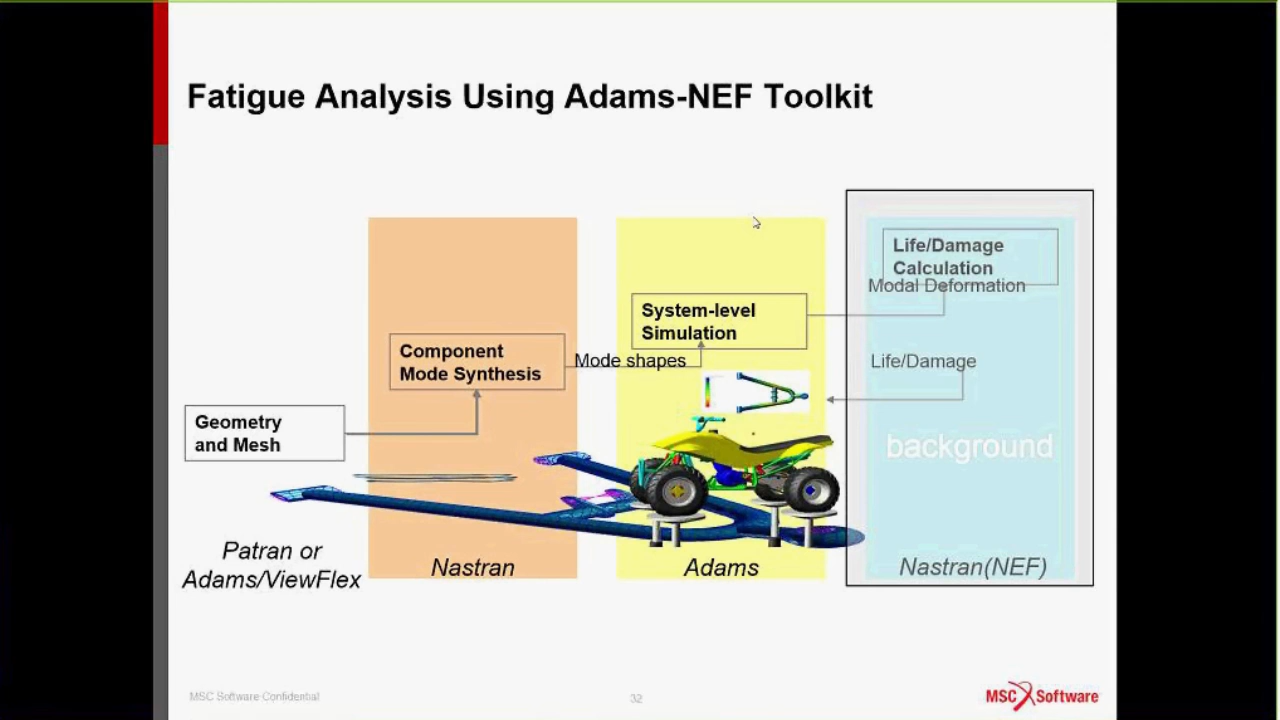 Fatigue Analysis Using Adams-NEF Toolkit
Life/Damage
Calculation
Modal Deformation
System-level
Simulation
Component
Mode Synthesis
Mode shapes
Life/Damage
Geometry
and Mesh
background
Patran or
Adams/ViewFlex
Nastran
Adams
Nastran(NEF)
MSC Software Confidential
32
MSC Software